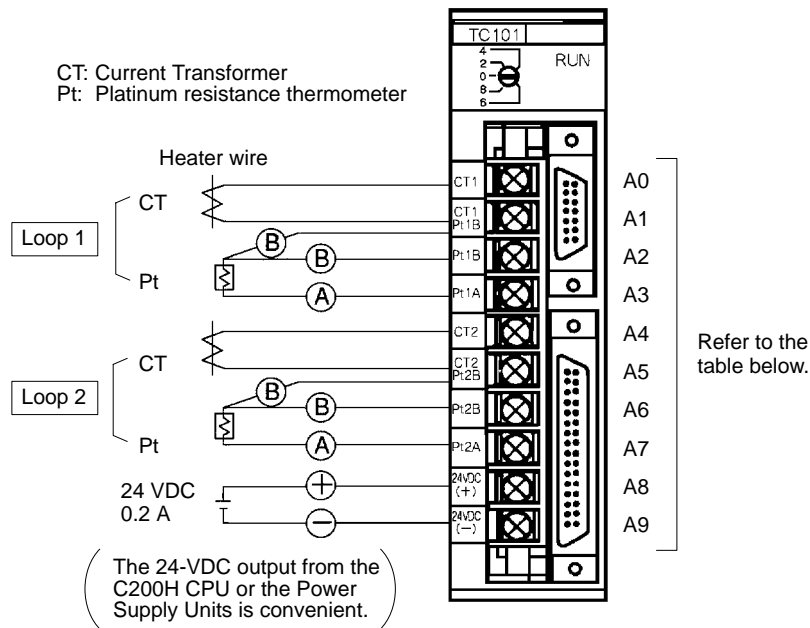 TC101
4
2
0
8
6
RUN
CT: Current Transformer
Pt: Platinum resistance thermometer
Heater wire
CT
Loop 1
Pt
B
B
A
CT1
CT1
Pt1B
Pt1B
Pt1A
A0
A1
A2
A3
CT
Loop 2
Pt
B
B
A
CT2
CT2
Pt2B
Pt2B
Pt2A
A4
A5
A6
A7
Refer to the
table below.
24 VDC
0.2 A
+
−
24VDC
(+)
24VDC
(−)
A8
A9
The 24-VDC output from the
C200H CPU or the Power
Supply Units is convenient.